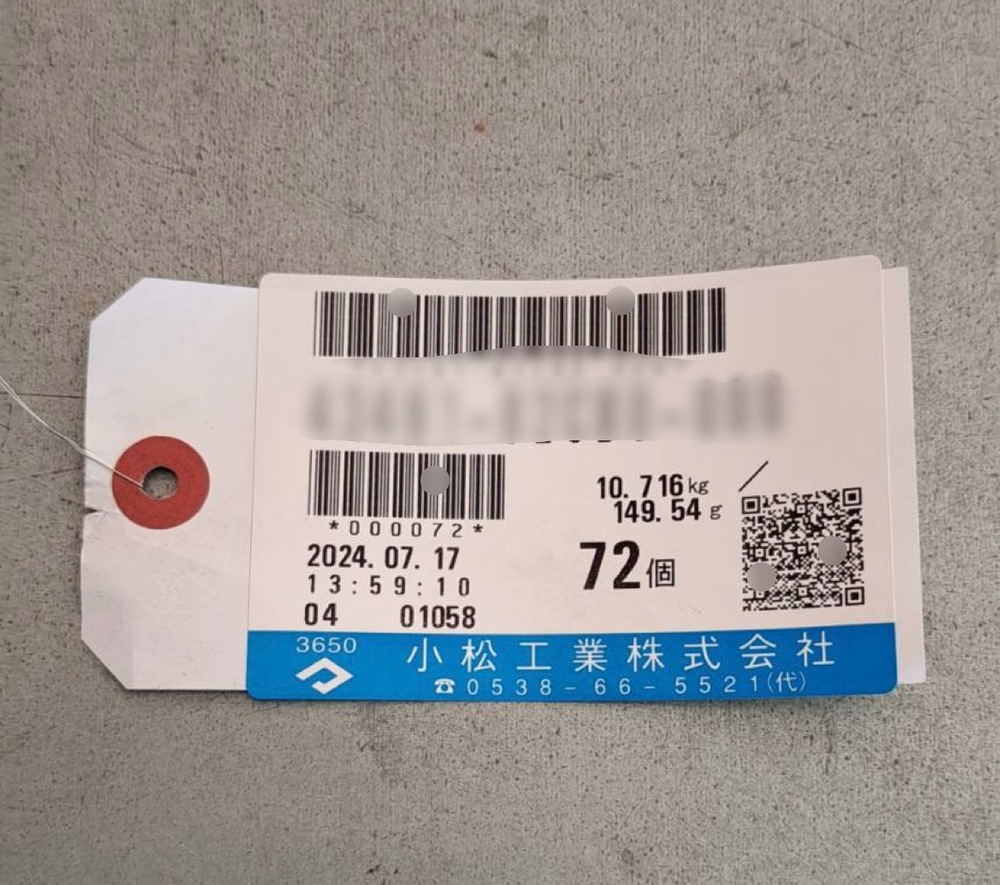 10.716kg
149.54g
*000072*
72個
2024.07.17
13:59:10
04 01058
3650
小松工業株式会社
☎0538-66-5521(代)